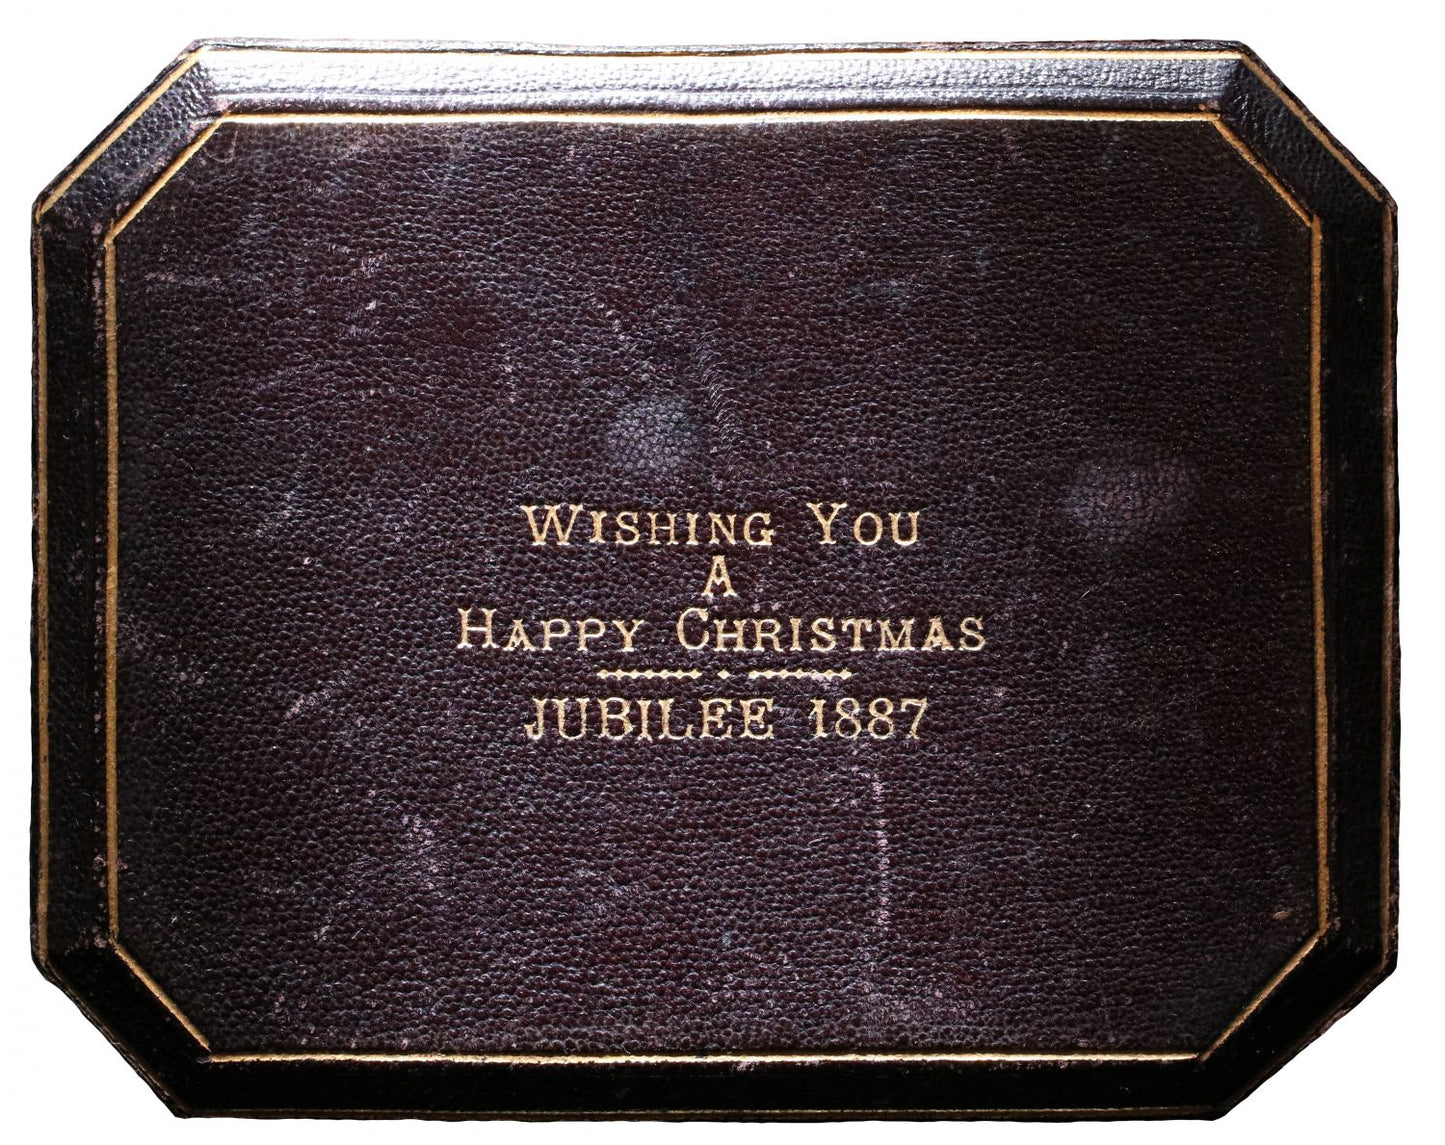 WISHING YOU
A
HAPPY CHRISTMAS
JUBILEE 1887